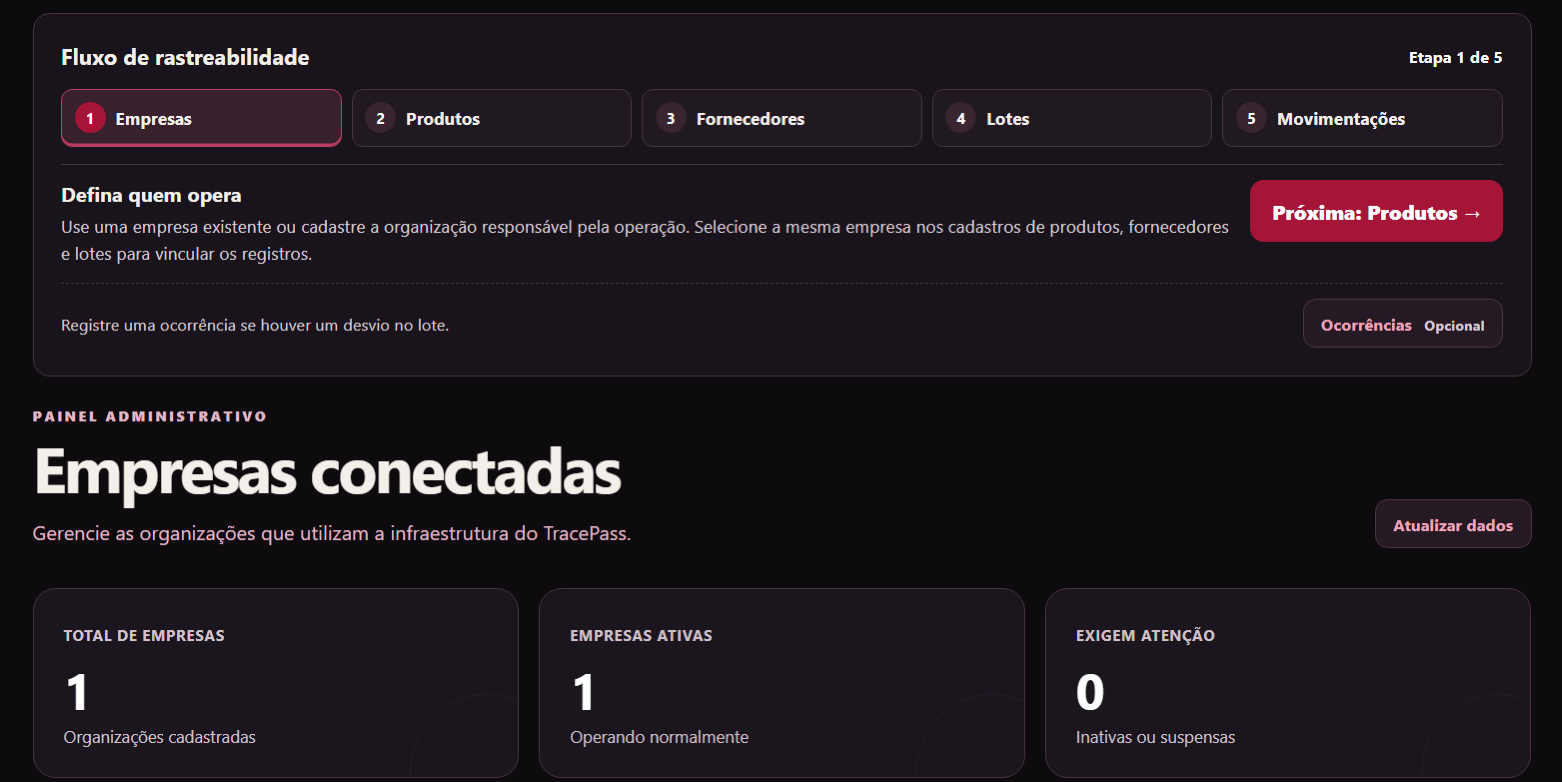 Fluxo de rastreabilidade
Etapa 1 de 5
1 Empresas
2 Produtos
3 Fornecedores
4 Lotes
5 Movimentações
Defina quem opera
Use uma empresa existente ou cadastre a organização responsável pela operação. Selecione a mesma empresa nos cadastros de produtos, fornecedores
e lotes para vincular os registros.
Próxima: Produtos →
Registre uma ocorrência se houver um desvio no lote.
Ocorrências Opcional
PAINEL ADMINISTRATIVO
Empresas conectadas
Gerencie as organizações que utilizam a infraestrutura do TracePass.
Atualizar dados
TOTAL DE EMPRESAS
1
Organizações cadastradas
EMPRESAS ATIVAS
1
Operando normalmente
EXIGEM ATENÇÃO
0
Inativas ou suspensas